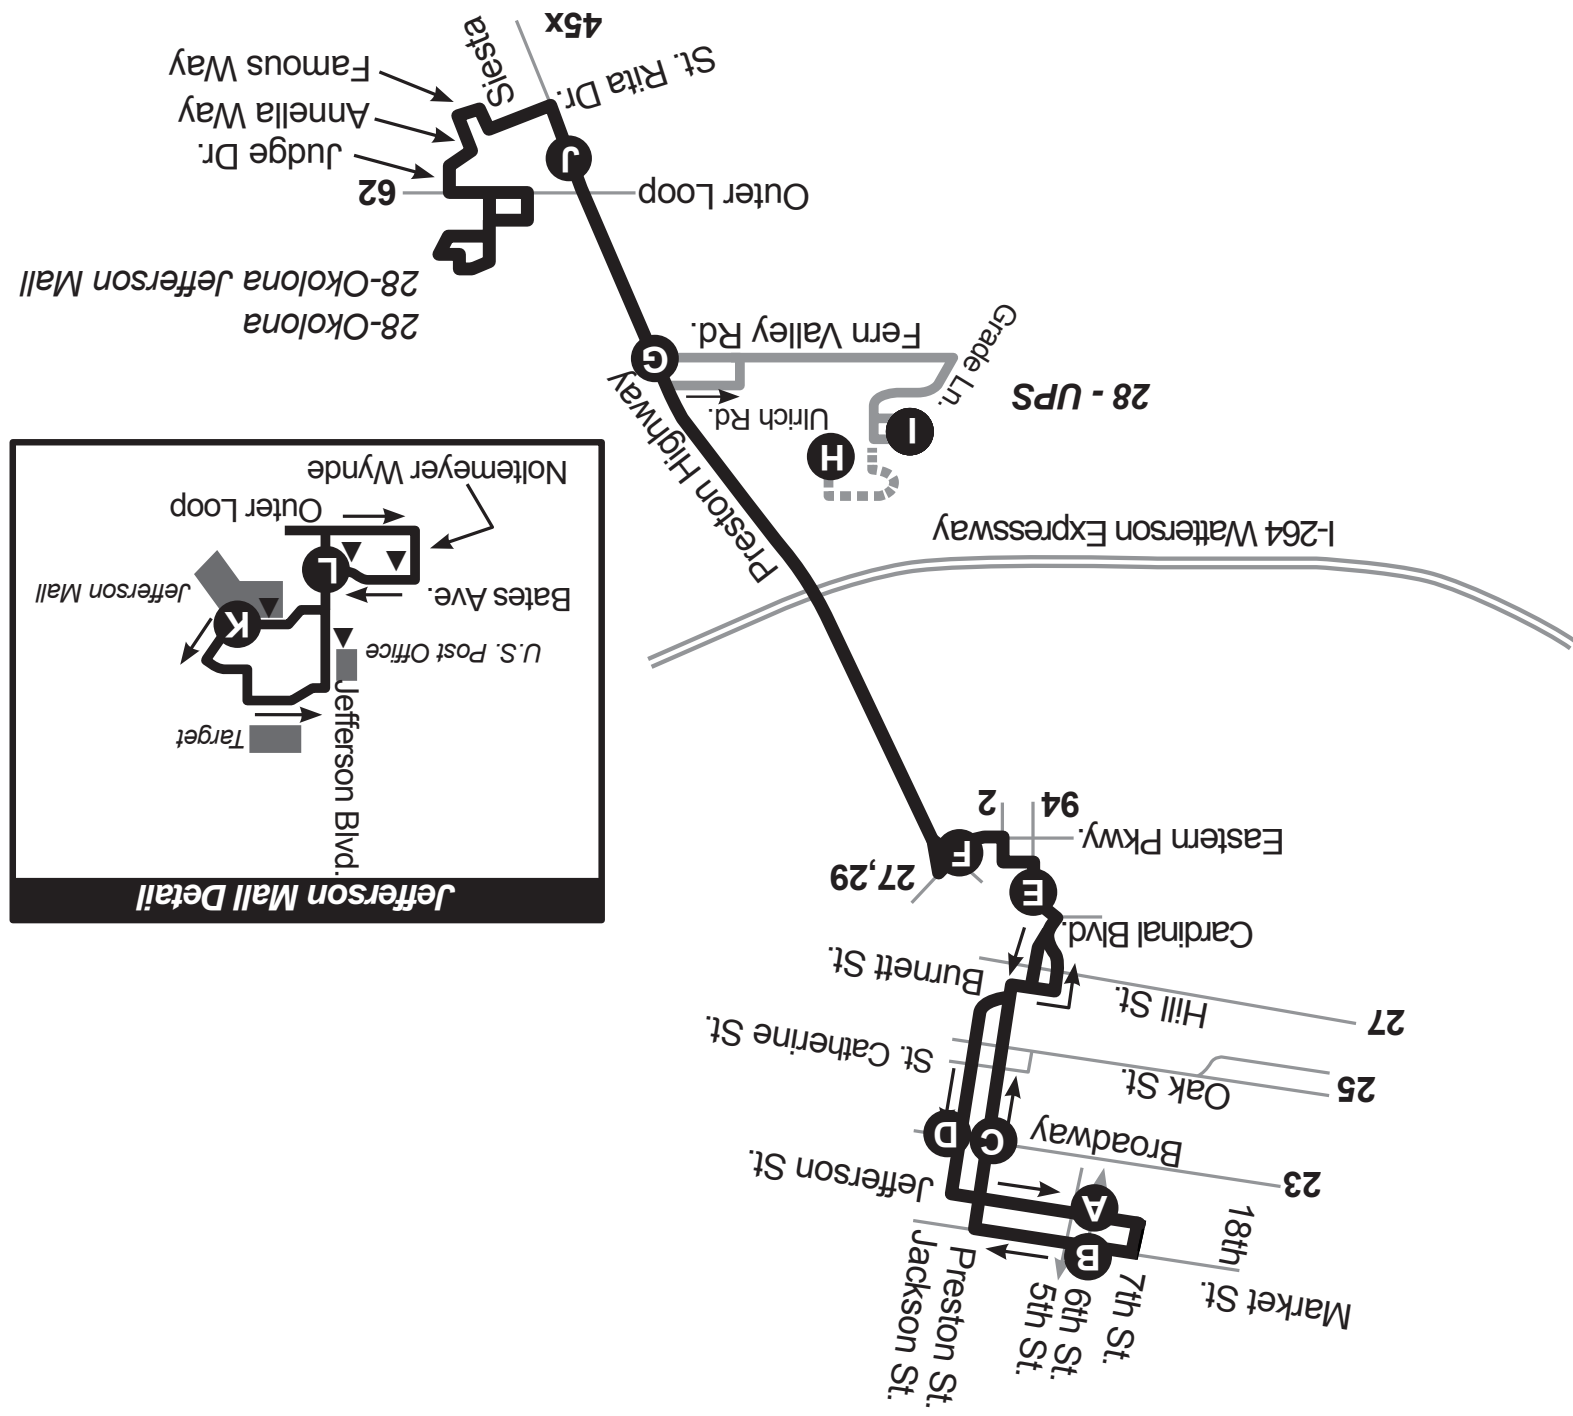 Market St.
18th
7th St.
6th St.
5th St.
Preston St.
Jackson St.
B
A
Jefferson St.
23
Broadway
C
D
25
Oak St.
St. Catherine St.
27
Hill St.
Burnett St.
Cardinal Blvd.
E
27,29
Eastern Pkwy.
F
94
2
I-264 Watterson Expressway
Preston Highway
28 - UPS
H
I
Ulrich Rd.
Grade Ln.
Fern Valley Rd.
G
28-Okolona
28-Okolona Jefferson Mall
Outer Loop
62
J
Judge Dr.
Annella Way
Famous Way
St. Rita Dr.
Siesta
45x
Jefferson Mall Detail
Jefferson Blvd.
Target
U.S. Post Office
K
Jefferson Mall
Bates Ave.
L
Outer Loop
Noltemeyer Wynde